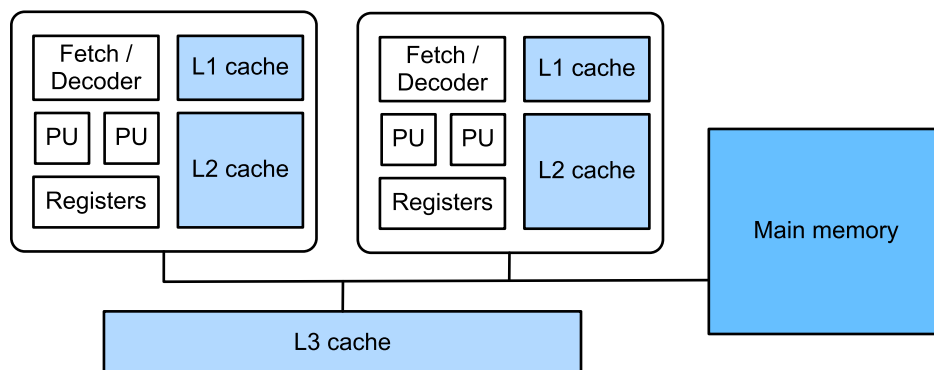 Fetch /
Decoder
L1 cache
PU
PU
L2 cache
Registers
Fetch /
Decoder
L1 cache
PU
PU
L2 cache
Registers
Main memory
L3 cache